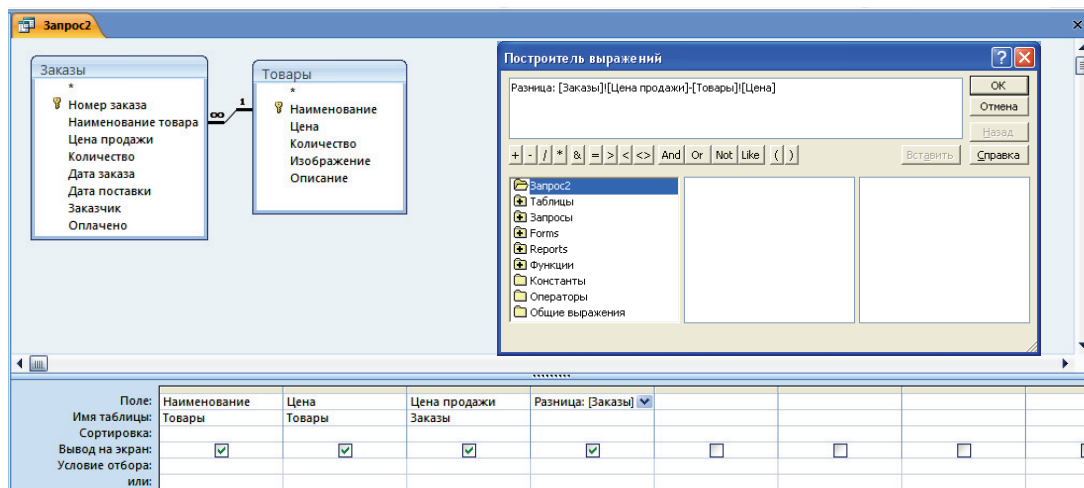 Запрос2
Заказы
*
Номер заказа
Наименование товара
Цена продажи
Количество
Дата заказа
Дата поставки
Заказчик
Оплачено
∞ 1
Товары
*
Наименование
Цена
Количество
Изображение
Описание
Построитель выражений
Разница: [Заказы]![Цена продажи]-[Товары]![Цена]
OK
Отмена
Назад
+ - / * & = > < <> And Or Not Like ( )
Вставить
Справка
Запрос2
Таблицы
Запросы
Forms
Reports
Функции
Константы
Операторы
Общие выражения
Поле: Наименование Цена Цена продажи Разница: [Заказы]
Имя таблицы: Товары Товары Заказы
Сортировка:
Вывод на экран:
Условие отбора:
или: